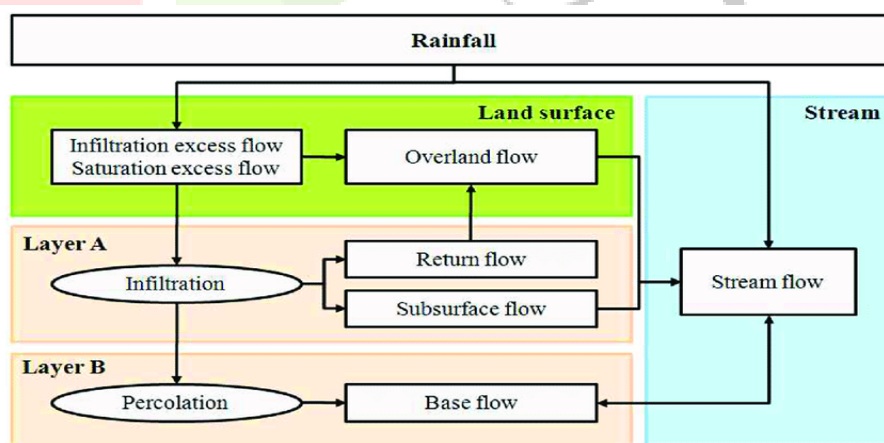 Rainfall
Land surface
Stream
Infiltration excess flow
Saturation excess flow
Overland flow
Layer A
Return flow
Infiltration
Stream flow
Subsurface flow
Layer B
Percolation
Base flow